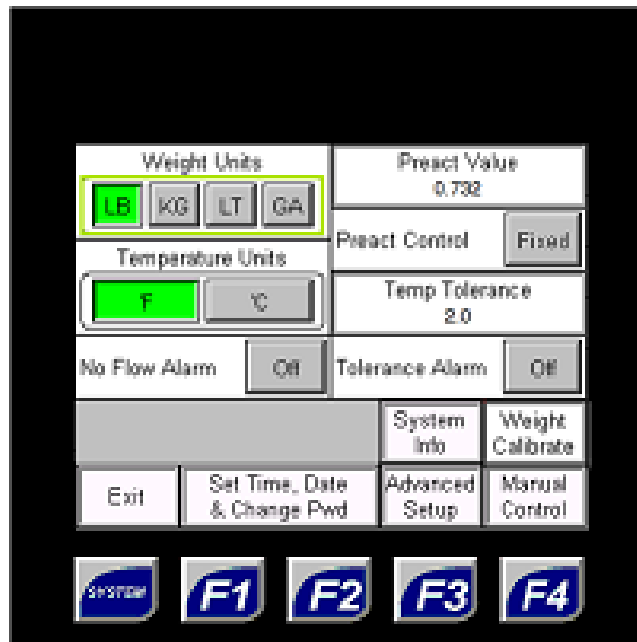 Weight Units
LB KG LT GA
Preact Value
0.732
Preact Control Fixed
Temperature Units
°F °C
Temp Tolerance
2.0
No Flow Alarm Off
Tolerance Alarm Off
System
Info
Weight
Calibrate
Exit
Set Time, Date
& Change Pwd
Advanced
Setup
Manual
Control
SYSTEM F1 F2 F3 F4